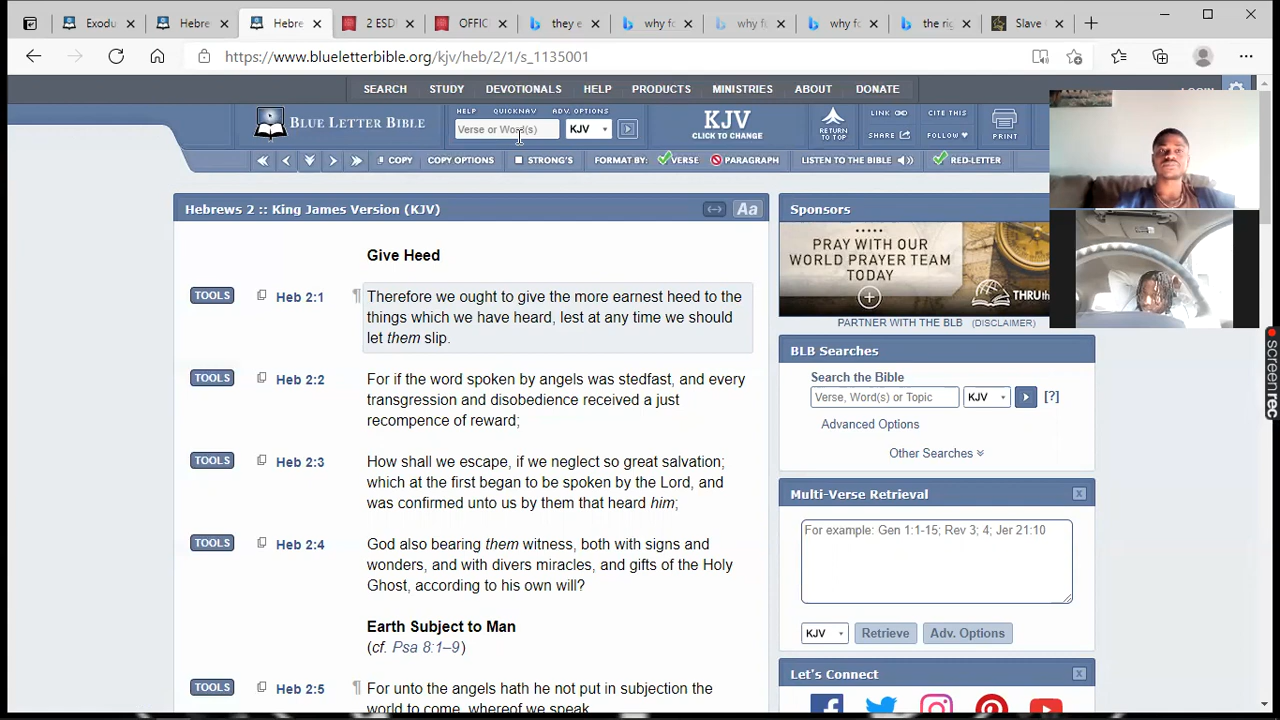 Exodu
Hebre
Hebre
2 ESDI
OFFIC
they e
why fo
why fo
why fo
the rig
Slave
https://www.blueletterbible.org/kjv/heb/2/1/s_1135001
SEARCH STUDY DEVOTIONALS HELP PRODUCTS MINISTRIES ABOUT DONATE
BLUE LETTER BIBLE
HELP QUICKNAV ADV. OPTIONS
Verse or Word(s) KJV
KJV
CLICK TO CHANGE
RETURN TO TOP
LINK CITE THIS
SHARE FOLLOW
PRINT
COPY COPY OPTIONS STRONG'S FORMAT BY: VERSE PARAGRAPH LISTEN TO THE BIBLE RED-LETTER
Hebrews 2 :: King James Version (KJV)
Aa
Give Heed
TOOLS Heb 2:1 ¶ Therefore we ought to give the more earnest heed to the
things which we have heard, lest at any time we should
let them slip.
TOOLS Heb 2:2 For if the word spoken by angels was stedfast, and every
transgression and disobedience received a just
recompence of reward;
TOOLS Heb 2:3 How shall we escape, if we neglect so great salvation;
which at the first began to be spoken by the Lord, and
was confirmed unto us by them that heard him;
TOOLS Heb 2:4 God also bearing them witness, both with signs and
wonders, and with divers miracles, and gifts of the Holy
Ghost, according to his own will?
Earth Subject to Man
(cf. Psa 8:1–9)
TOOLS Heb 2:5 ¶ For unto the angels hath he not put in subjection the
world to come, whereof we speak.
Sponsors
PRAY WITH OUR
WORLD PRAYER TEAM
TODAY
THRU
PARTNER WITH THE BLB (DISCLAIMER)
BLB Searches
Search the Bible
Verse, Word(s) or Topic KJV [?]
Advanced Options
Other Searches
Multi-Verse Retrieval x
For example: Gen 1:1-15; Rev 3; 4; Jer 21:10
KJV Retrieve Adv. Options
Let's Connect x
screenrec